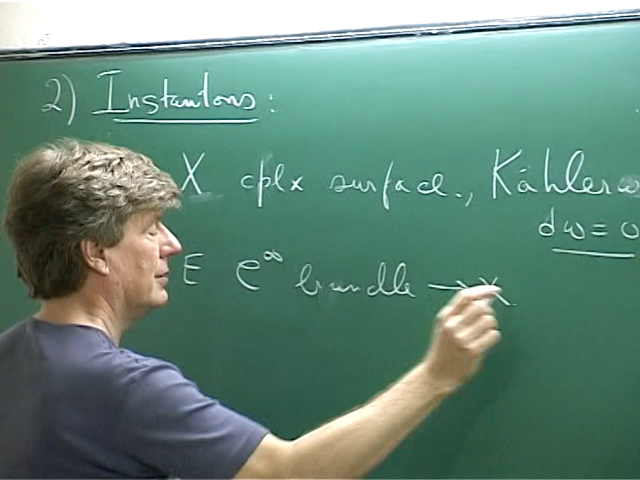 2) Instantons:
X cplx surface, Kähler ω
dω = 0
E C^∞ bundle → X